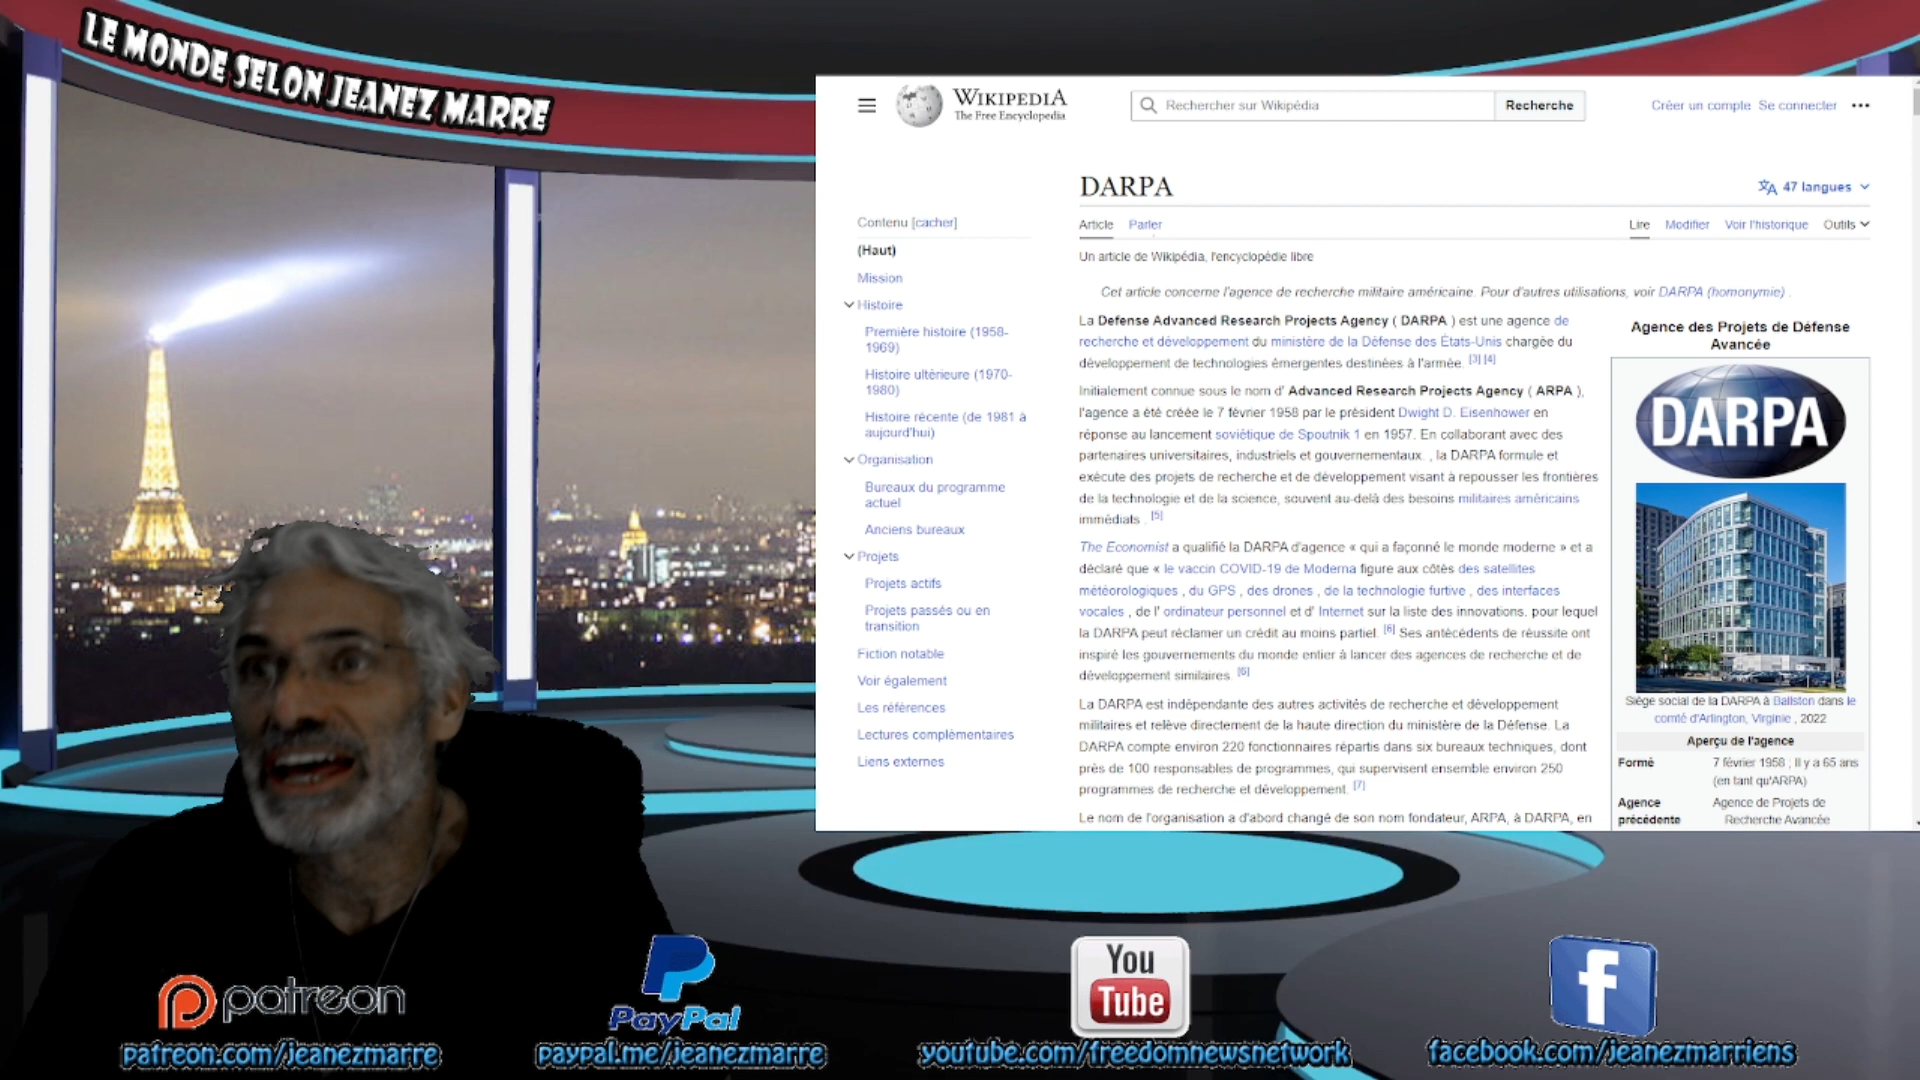 LE MONDE SELON JEANEZ MARRE
WIKIPEDIA
The Free Encyclopedia
Rechercher sur Wikipédia
Recherche
Créer un compte Se connecter
DARPA
47 langues
Article Parler
Lire Modifier Voir l'historique Outils
Contenu [cacher]
(Haut)
Mission
Histoire
Première histoire (1958-
1969)
Histoire ultérieure (1970-
1980)
Histoire récente (de 1981 à
aujourd'hui)
Organisation
Bureaux du programme
actuel
Anciens bureaux
Projets
Projets actifs
Projets passés ou en
transition
Fiction notable
Voir également
Les références
Lectures complémentaires
Liens externes
Un article de Wikipédia, l'encyclopédie libre
Cet article concerne l'agence de recherche militaire américaine. Pour d'autres utilisations, voir DARPA (homonymie) .
La Defense Advanced Research Projects Agency ( DARPA ) est une agence de
recherche et développement du ministère de la Défense des États-Unis chargée du
développement de technologies émergentes destinées à l'armée. [3] [4]
Initialement connue sous le nom d' Advanced Research Projects Agency ( ARPA ),
l'agence a été créée le 7 février 1958 par le président Dwight D. Eisenhower en
réponse au lancement soviétique de Spoutnik 1 en 1957. En collaborant avec des
partenaires universitaires, industriels et gouvernementaux. , la DARPA formule et
exécute des projets de recherche et de développement visant à repousser les frontières
de la technologie et de la science, souvent au-delà des besoins militaires américains
immédiats . [5]
The Economist a qualifié la DARPA d'agence « qui a façonné le monde moderne » et a
déclaré que « le vaccin COVID-19 de Moderna figure aux côtés des satellites
météorologiques , du GPS , des drones , de la technologie furtive , des interfaces
vocales , de l' ordinateur personnel et d' Internet sur la liste des innovations. pour lequel
la DARPA peut réclamer un crédit au moins partiel. [6] Ses antécédents de réussite ont
inspiré les gouvernements du monde entier à lancer des agences de recherche et de
développement similaires. [6]
La DARPA est indépendante des autres activités de recherche et développement
militaires et relève directement de la haute direction du ministère de la Défense. La
DARPA compte environ 220 fonctionnaires répartis dans six bureaux techniques, dont
près de 100 responsables de programmes, qui supervisent ensemble environ 250
programmes de recherche et développement. [7]
Le nom de l'organisation a d'abord changé de son nom fondateur, ARPA, à DARPA, en
Agence des Projets de Défense
Avancée
DARPA
Siège social de la DARPA à Ballston dans le
comté d'Arlington, Virginie , 2022
Aperçu de l'agence
Formé 7 février 1958 ; Il y a 65 ans
(en tant qu'ARPA)
Agence Agence de Projets de
précédente Recherche Avancée
patreon
PayPal
You
Tube
f
patreon.com/jeanezmarre
paypal.me/jeanezmarre
youtube.com/freedomnewsnetwork
facebook.com/jeanezmarriens